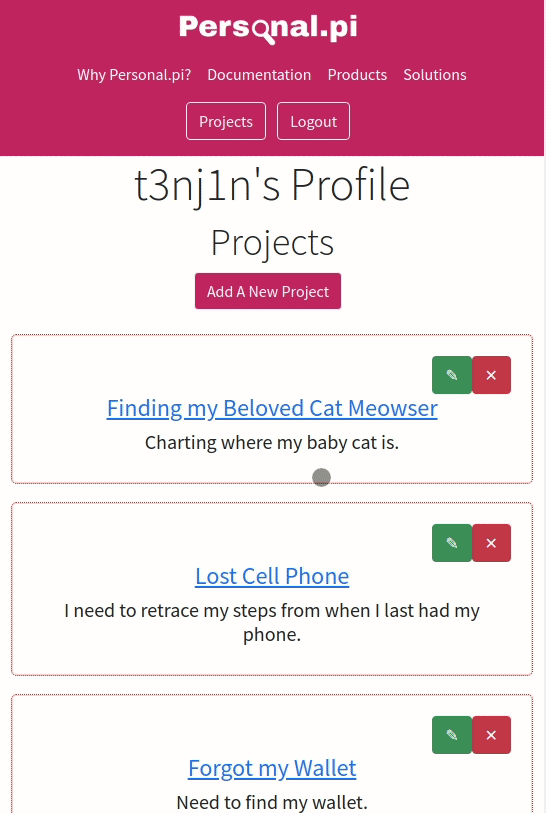 Personal.pi
Why Personal.pi? Documentation Products Solutions
Projects Logout
t3nj1n's Profile
Projects
Add A New Project
✎ ✕
Finding my Beloved Cat Meowser
Charting where my baby cat is.
✎ ✕
Lost Cell Phone
I need to retrace my steps from when I last had my
phone.
✎ ✕
Forgot my Wallet
Need to find my wallet.